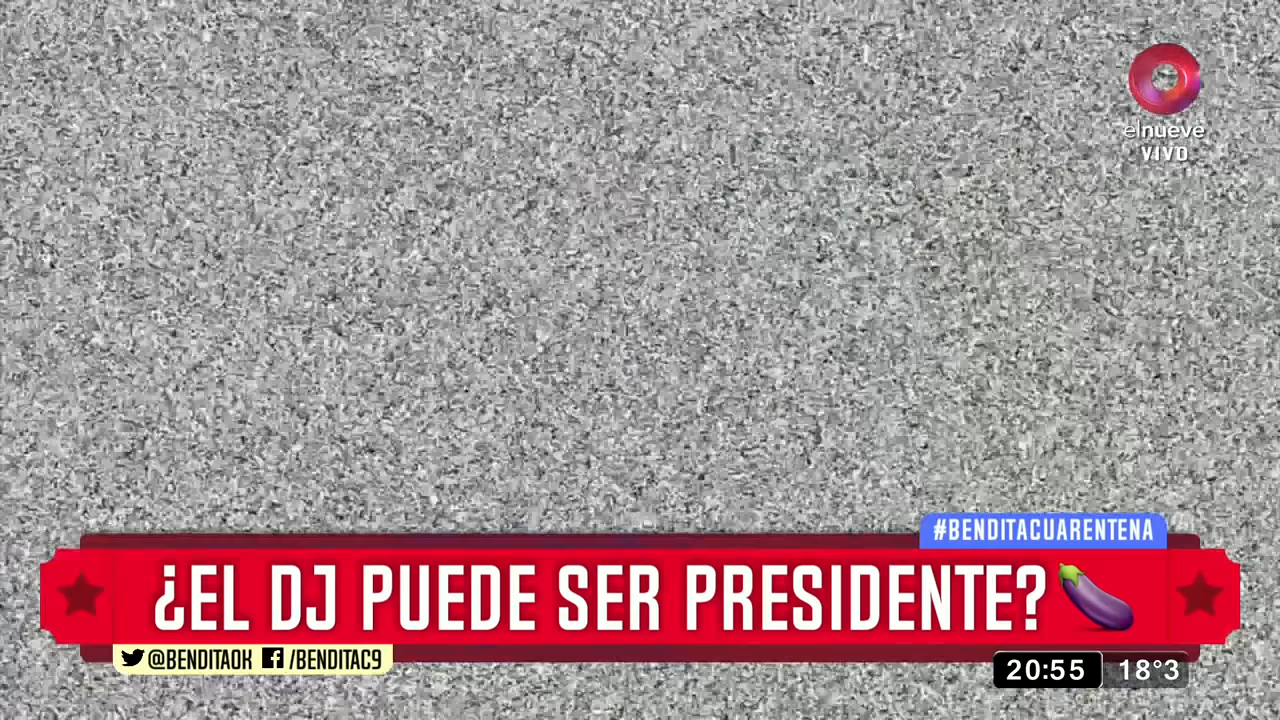 elnueve
VIVO
#BENDITACUARENTENA
¿EL DJ PUEDE SER PRESIDENTE?🍆
@BENDITAOK /BENDITAC9
20:55 18°3